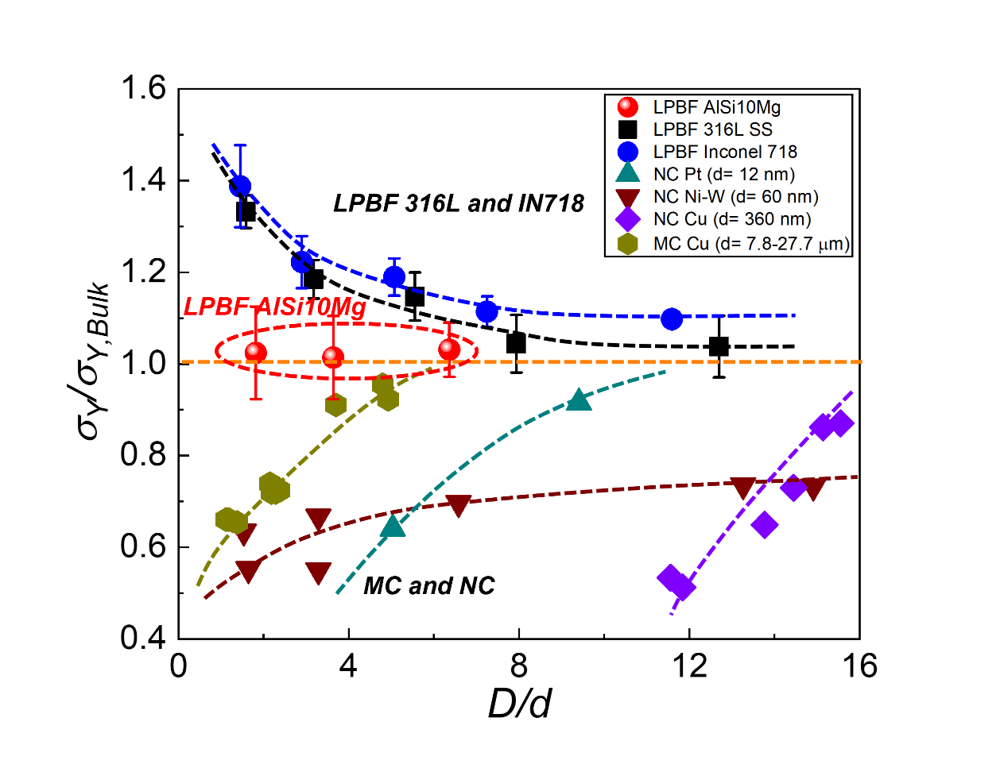 1.6
1.4
1.2
1.0
0.8
0.6
0.4
0
4
8
12
16
σY/σY,Bulk
D/d
LPBF AlSi10Mg
LPBF 316L SS
LPBF Inconel 718
NC Pt (d= 12 nm)
NC Ni-W (d= 60 nm)
NC Cu (d= 360 nm)
MC Cu (d= 7.8-27.7 μm)
LPBF 316L and IN718
LPBF AlSi10Mg
MC and NC